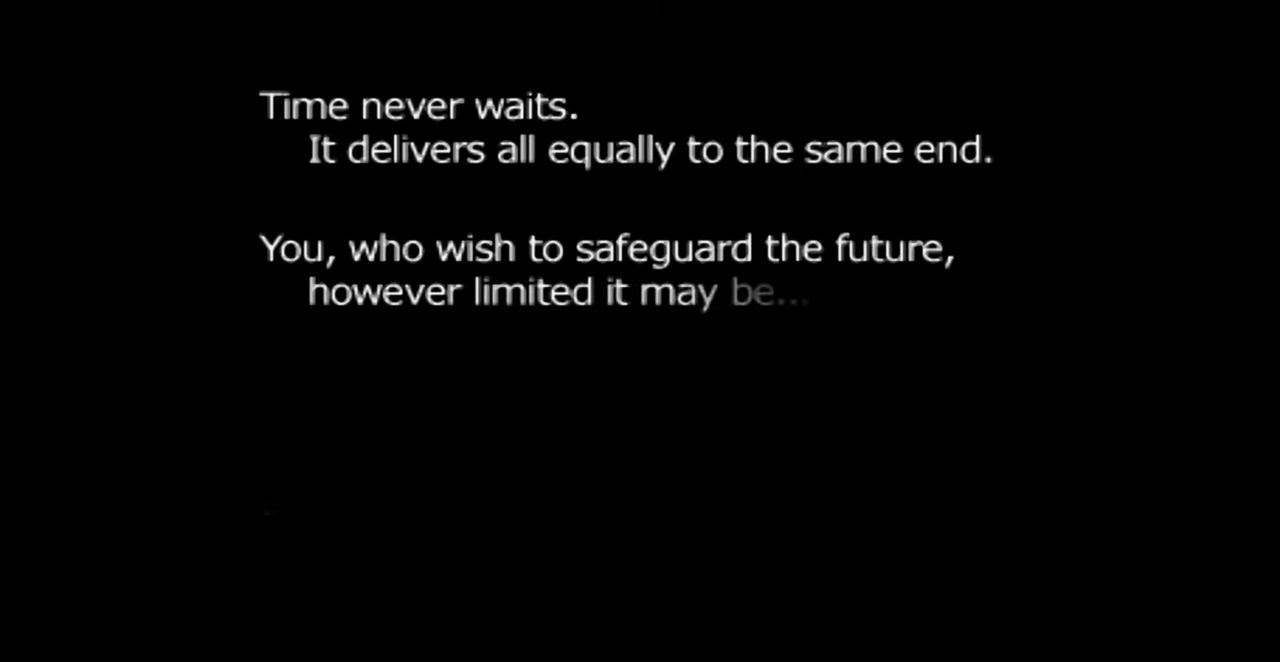 Time never waits.
It delivers all equally to the same end.
You, who wish to safeguard the future,
however limited it may be...